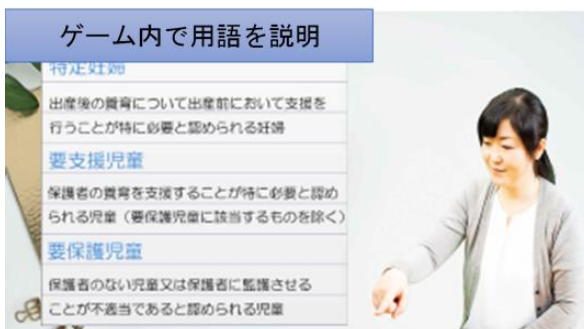 ゲーム内で用語を説明
特定妊婦
出産後の養育について出産前において支援を
行うことが特に必要と認められる妊婦
要支援児童
保護者の養育を支援することが特に必要と認め
られる児童（要保護児童に該当するものを除く）
要保護児童
保護者のない児童又は保護者に監護させる
ことが不適当であると認められる児童